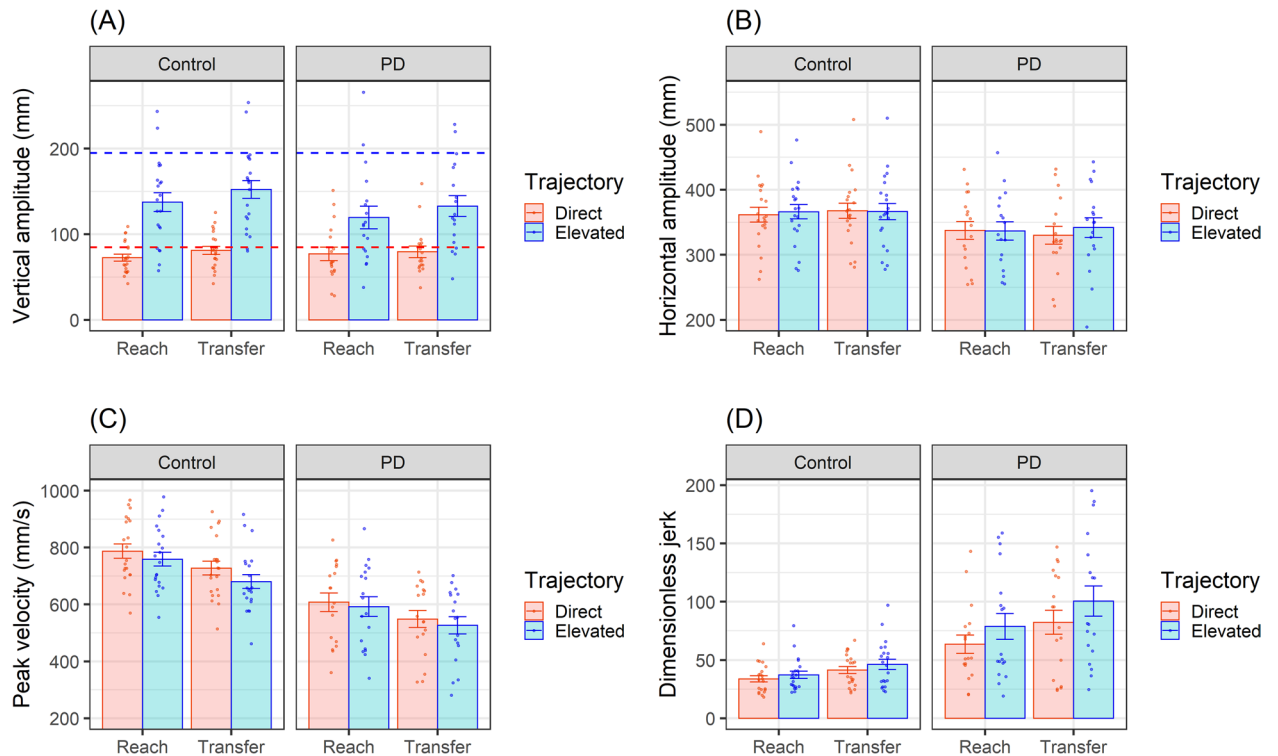 (A)
Control PD
Vertical amplitude (mm)
200
100
0
Reach Transfer Reach Transfer
Trajectory
Direct
Elevated
(B)
Control PD
Horizontal amplitude (mm)
500
400
300
200
Reach Transfer Reach Transfer
Trajectory
Direct
Elevated
(C)
Control PD
Peak velocity (mm/s)
1000
800
600
400
200
Reach Transfer Reach Transfer
Trajectory
Direct
Elevated
(D)
Control PD
Dimensionless jerk
200
150
100
50
0
Reach Transfer Reach Transfer
Trajectory
Direct
Elevated